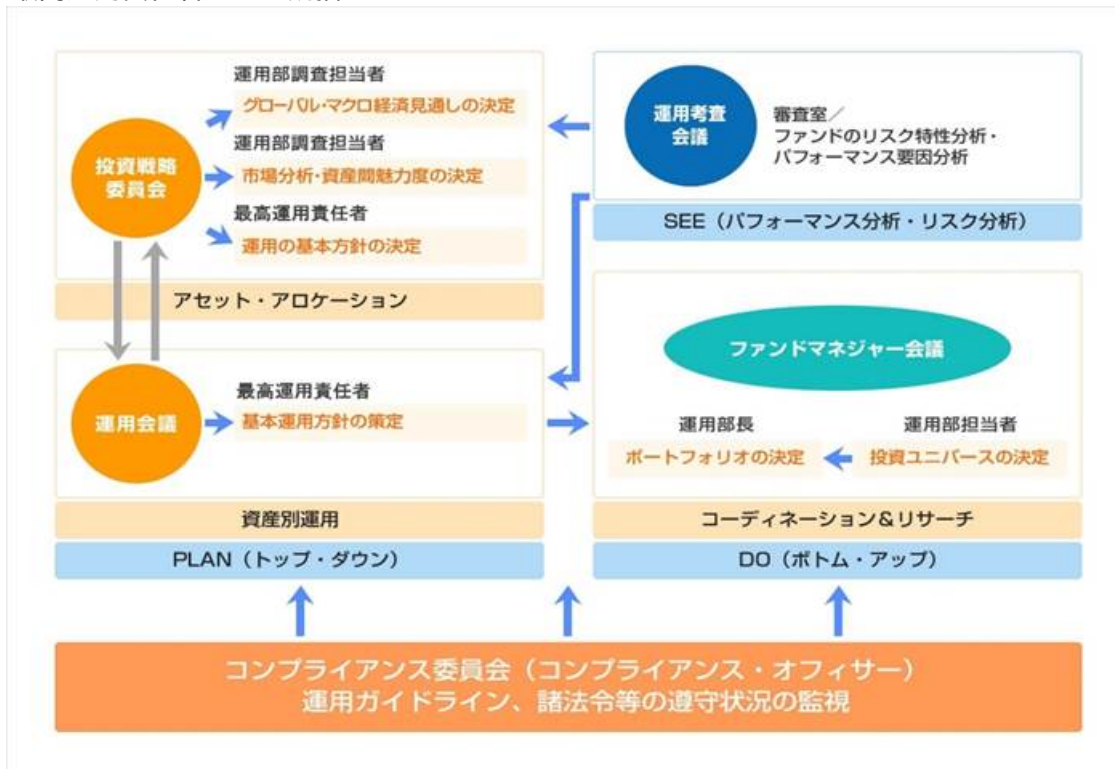 運用部調査担当者
グローバル・マクロ経済見通しの決定
運用部調査担当者
市場分析・資産間魅力度の決定
最高運用責任者
運用の基本方針の決定
投資戦略
委員会
アセット・アロケーション
運用考査
会議
審査室/
ファンドのリスク特性分析・
パフォーマンス要因分析
SEE(パフォーマンス分析・リスク分析)
運用会議
最高運用責任者
基本運用方針の策定
資産別運用
PLAN(トップ・ダウン)
ファンドマネジャー会議
運用部長
ポートフォリオの決定
運用部担当者
投資ユニバースの決定
コーディネーション&リサーチ
DO(ボトム・アップ)
コンプライアンス委員会(コンプライアンス・オフィサー)
運用ガイドライン、諸法令等の遵守状況の監視